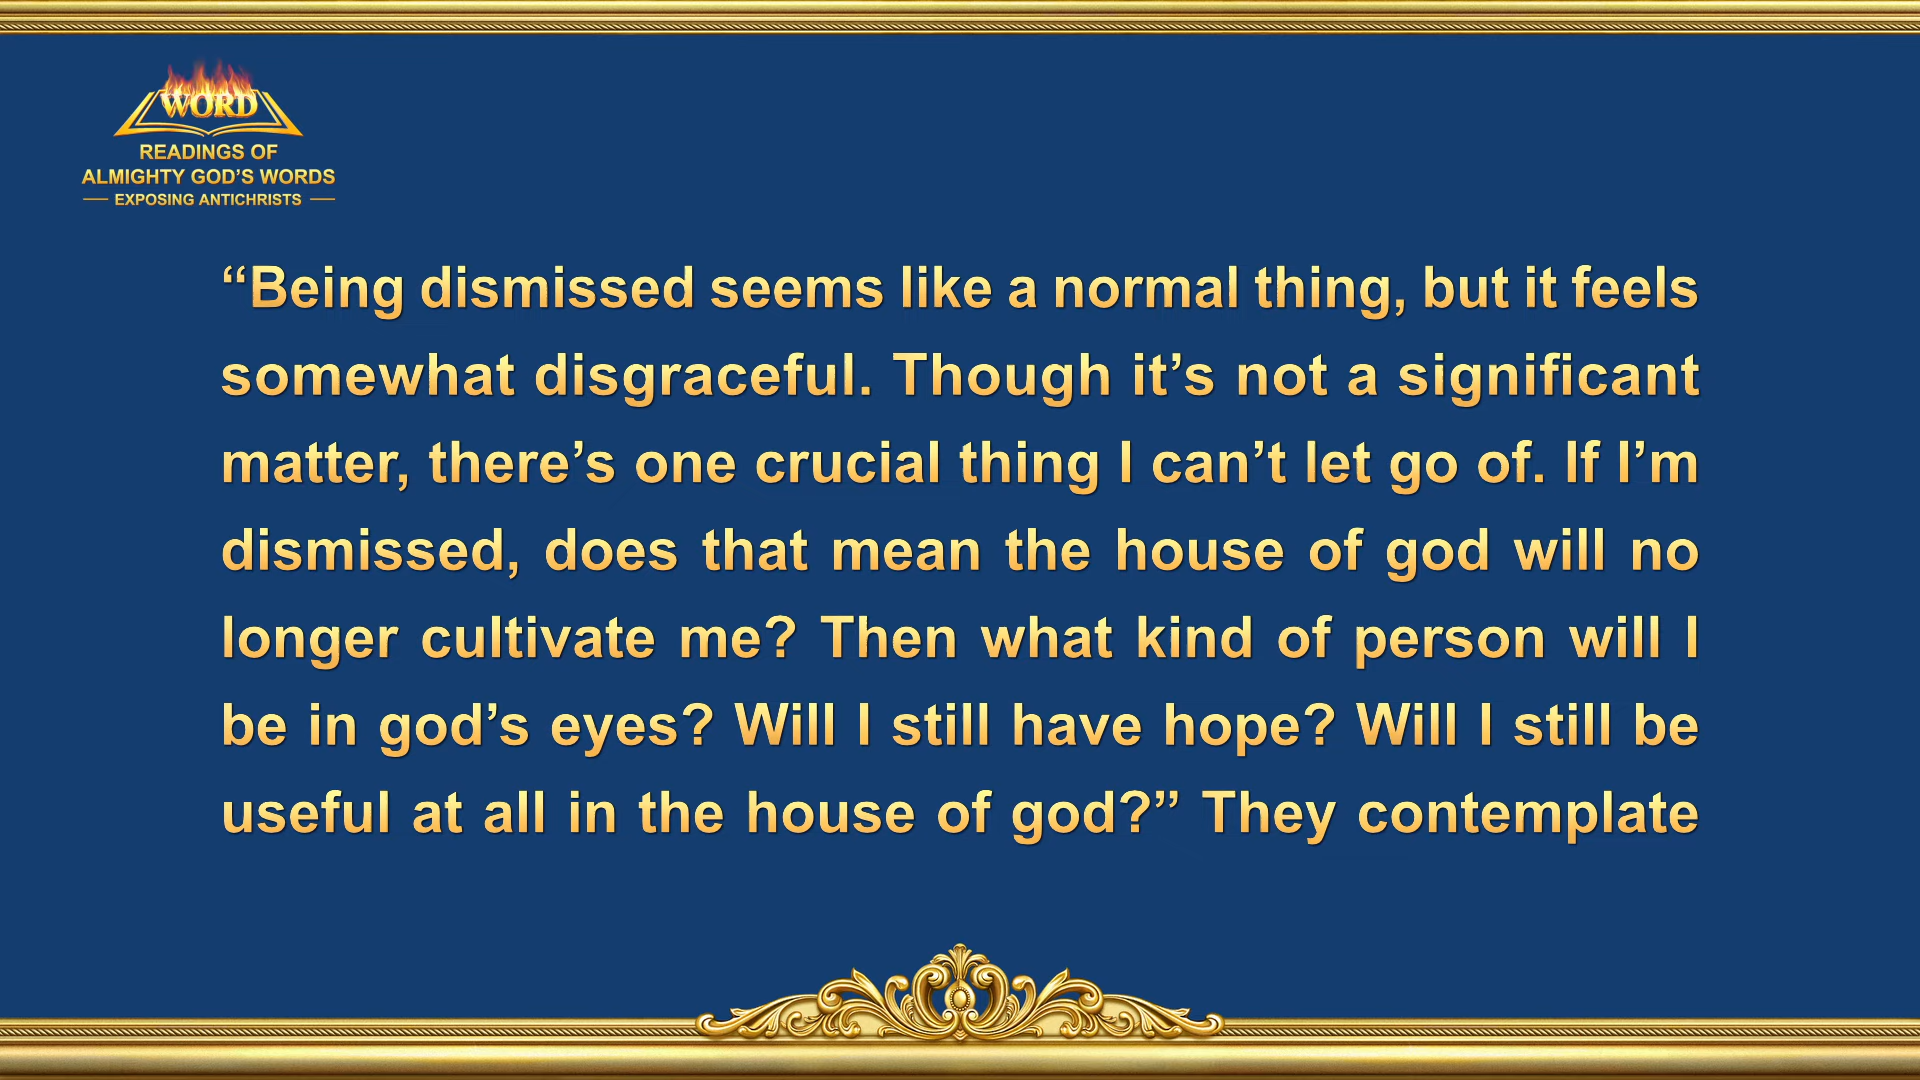 WORD
READINGS OF
ALMIGHTY GOD’S WORDS
EXPOSING ANTICHRISTS
“Being dismissed seems like a normal thing, but it feels
somewhat disgraceful. Though it’s not a significant
matter, there’s one crucial thing I can’t let go of. If I’m
dismissed, does that mean the house of god will no
longer cultivate me? Then what kind of person will I
be in god’s eyes? Will I still have hope? Will I still be
useful at all in the house of god?” They contemplate